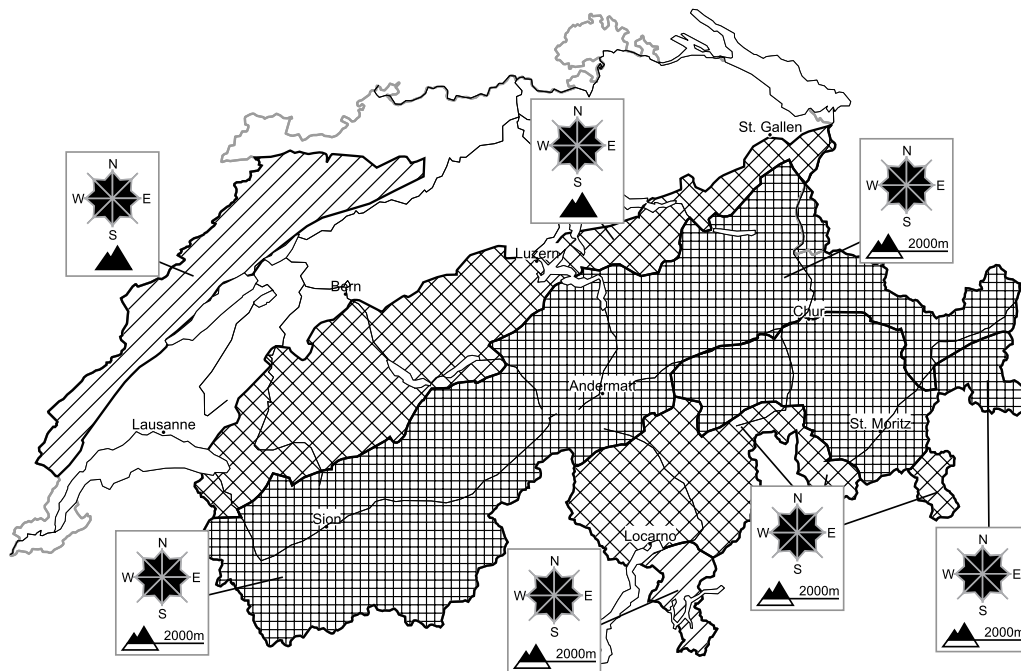 St. Gallen
N
W E
S
N
W E
S
2000m
N
W E
S
Luzern
Bern
Chur
Andermatt
Lausanne
St. Moritz
N
W E
S
2000m
Sion
Locarno
N
W E
S
2000m
N
W E
S
2000m
N
W E
S
2000m